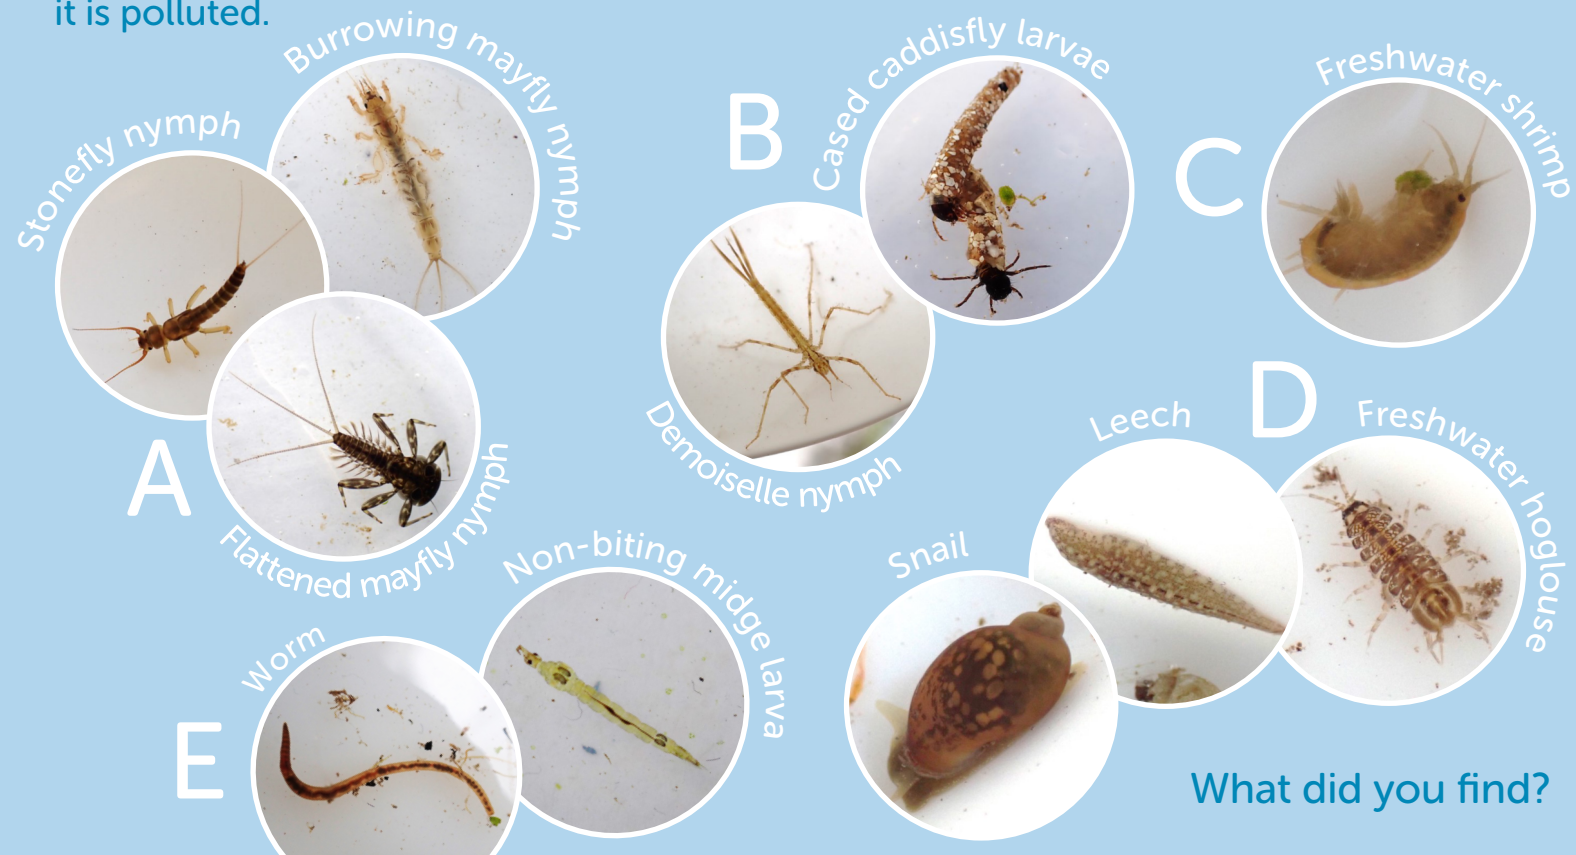 it is polluted.
Burrowing mayfly nymph
Stonefly nymph
A
Flattened mayfly nymph
B
Cased caddisfly larvae
Demoiselle nymph
C
Freshwater shrimp
D
Leech
Freshwater hoglouse
Snail
Non-biting midge larva
Worm
E
What did you find?